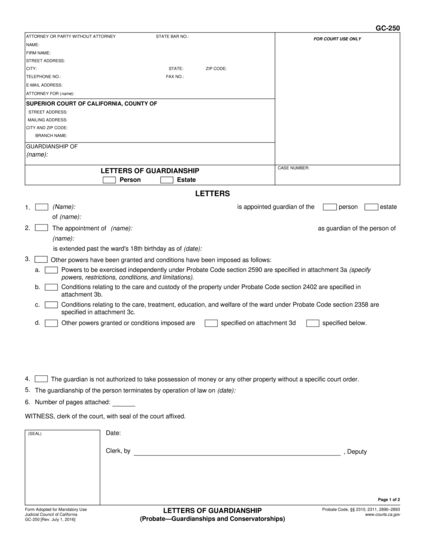 GC-250
ATTORNEY OR PARTY WITHOUT ATTORNEY STATE BAR NO.: FOR COURT USE ONLY
NAME:
FIRM NAME:
STREET ADDRESS:
CITY: STATE: ZIP CODE:
TELEPHONE NO.: FAX NO.:
E-MAIL ADDRESS:
ATTORNEY FOR (name):
SUPERIOR COURT OF CALIFORNIA, COUNTY OF
STREET ADDRESS:
MAILING ADDRESS:
CITY AND ZIP CODE:
BRANCH NAME:
GUARDIANSHIP OF
(name):
LETTERS OF GUARDIANSHIP CASE NUMBER:
Person Estate
LETTERS
1. (Name): is appointed guardian of the person estate
of (name):
2. The appointment of (name): as guardian of the person of
(name):
is extended past the ward's 18th birthday as of (date):
3. Other powers have been granted and conditions have been imposed as follows:
a. Powers to be exercised independently under Probate Code section 2590 are specified in attachment 3a (specify
powers, restrictions, conditions, and limitations).
b. Conditions relating to the care and custody of the property under Probate Code section 2402 are specified in
attachment 3b.
c. Conditions relating to the care, treatment, education, and welfare of the ward under Probate Code section 2358 are
specified in attachment 3c.
d. Other powers granted or conditions imposed are specified on attachment 3d specified below.
4. The guardian is not authorized to take possession of money or any other property without a specific court order.
5. The guardianship of the person terminates by operation of law on (date):
6. Number of pages attached:
WITNESS, clerk of the court, with seal of the court affixed.
(SEAL) Date:
Clerk, by , Deputy
Page 1 of 2
Form Adopted for Mandatory Use
Judicial Council of California
GC-250 [Rev. July 1, 2016]
LETTERS OF GUARDIANSHIP
(Probate—Guardianships and Conservatorships)
Probate Code, §§ 2310, 2311, 2890–2893
www.courts.ca.gov